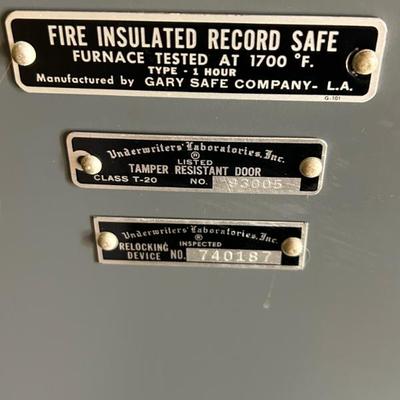 FIRE INSULATED RECORD SAFE
FURNACE TESTED AT 1700 °F.
TYPE - 1 HOUR
Manufactured by GARY SAFE COMPANY - L.A.
G-101
Underwriters' Laboratories, Inc.
® LISTED
TAMPER RESISTANT DOOR
CLASS T-20 NO. 93005
Underwriters' Laboratories, Inc.
® INSPECTED
RELOCKING DEVICE NO. 740187